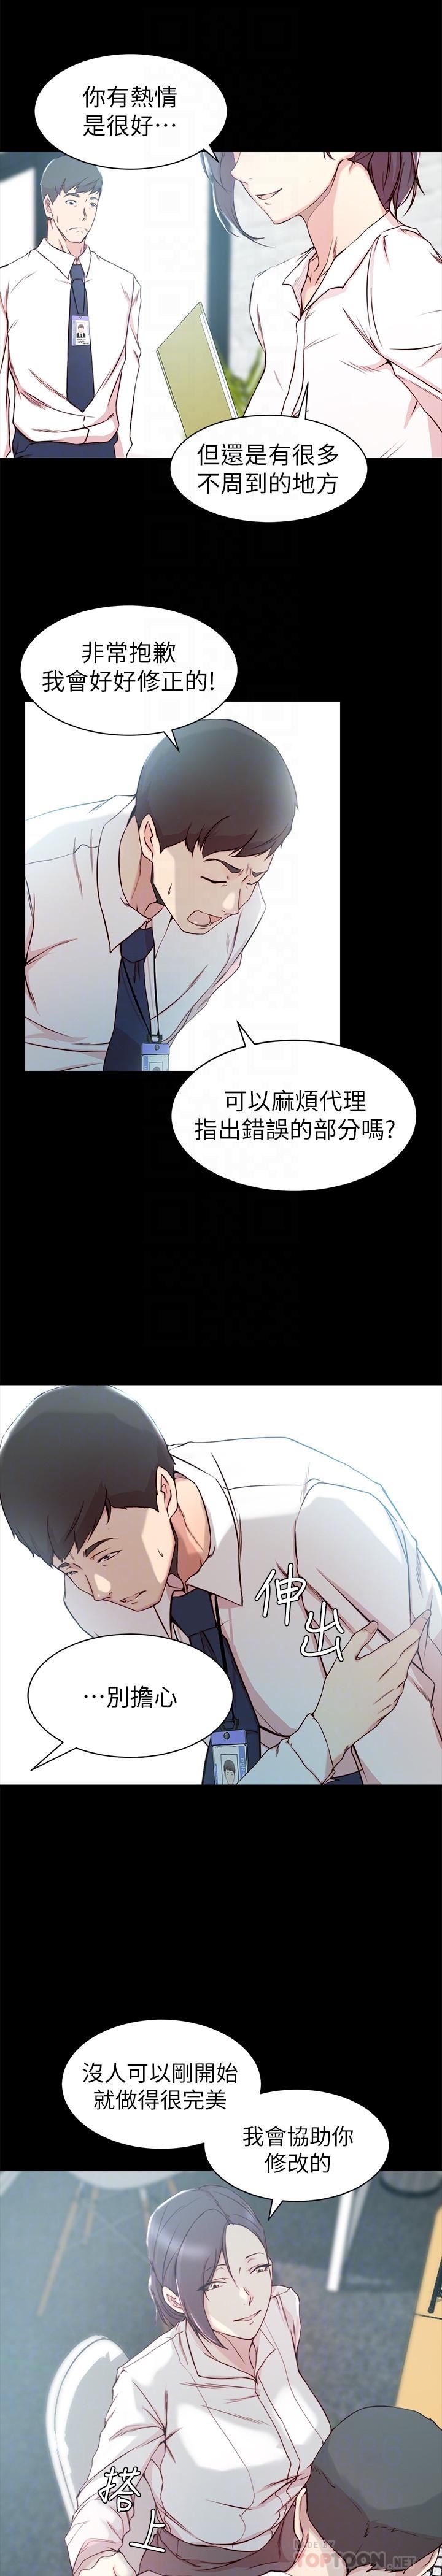 你有熱情
是很好…
但還是有很多
不周到的地方
非常抱歉
我會好好修正的!
可以麻煩代理
指出錯誤的部分嗎?
伸出
…別擔心
沒人可以剛開始
就做得很完美
我會協助你
修改的
搭上
TOPTOON.NET